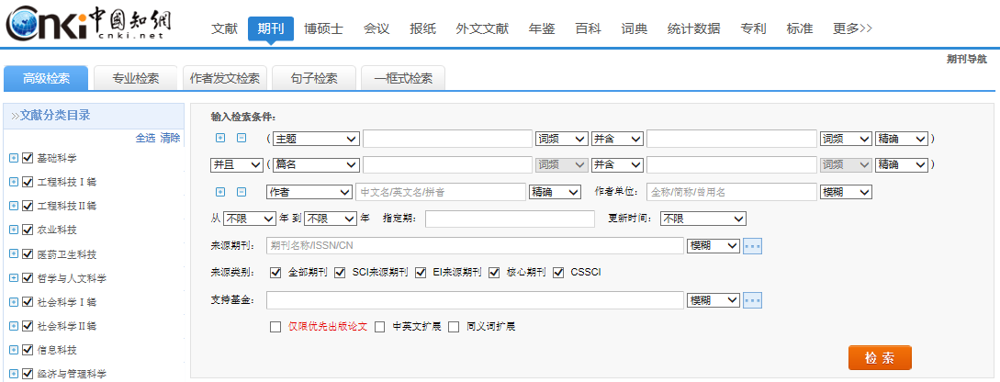 Cnki 中國知網
cnki.net
文献 期刊 博硕士 会议 报纸 外文文献 年鉴 百科 词典 统计数据 专利 标准 更多>>
期刊导航
高级检索 专业检索 作者发文检索 句子检索 一框式检索
文献分类目录
全选 清除
基础科学
工程科技Ⅰ辑
工程科技Ⅱ辑
农业科技
医药卫生科技
哲学与人文科学
社会科学Ⅰ辑
社会科学Ⅱ辑
信息科技
经济与管理科学
输入检索条件：
( 主题 词频 并含 词频 精确 )
并且 ( 篇名 词频 并含 词频 精确 )
作者 中文名/英文名/拼音 精确 作者单位： 全称/简称/曾用名 模糊
从 不限 年 到 不限 年 指定期： 更新时间： 不限
来源期刊： 期刊名称/ISSN/CN 模糊 ...
来源类别： 全部期刊 SCI来源期刊 EI来源期刊 核心期刊 CSSCI
支持基金： 模糊 ...
仅限优先出版论文 中英文扩展 同义词扩展
检 索